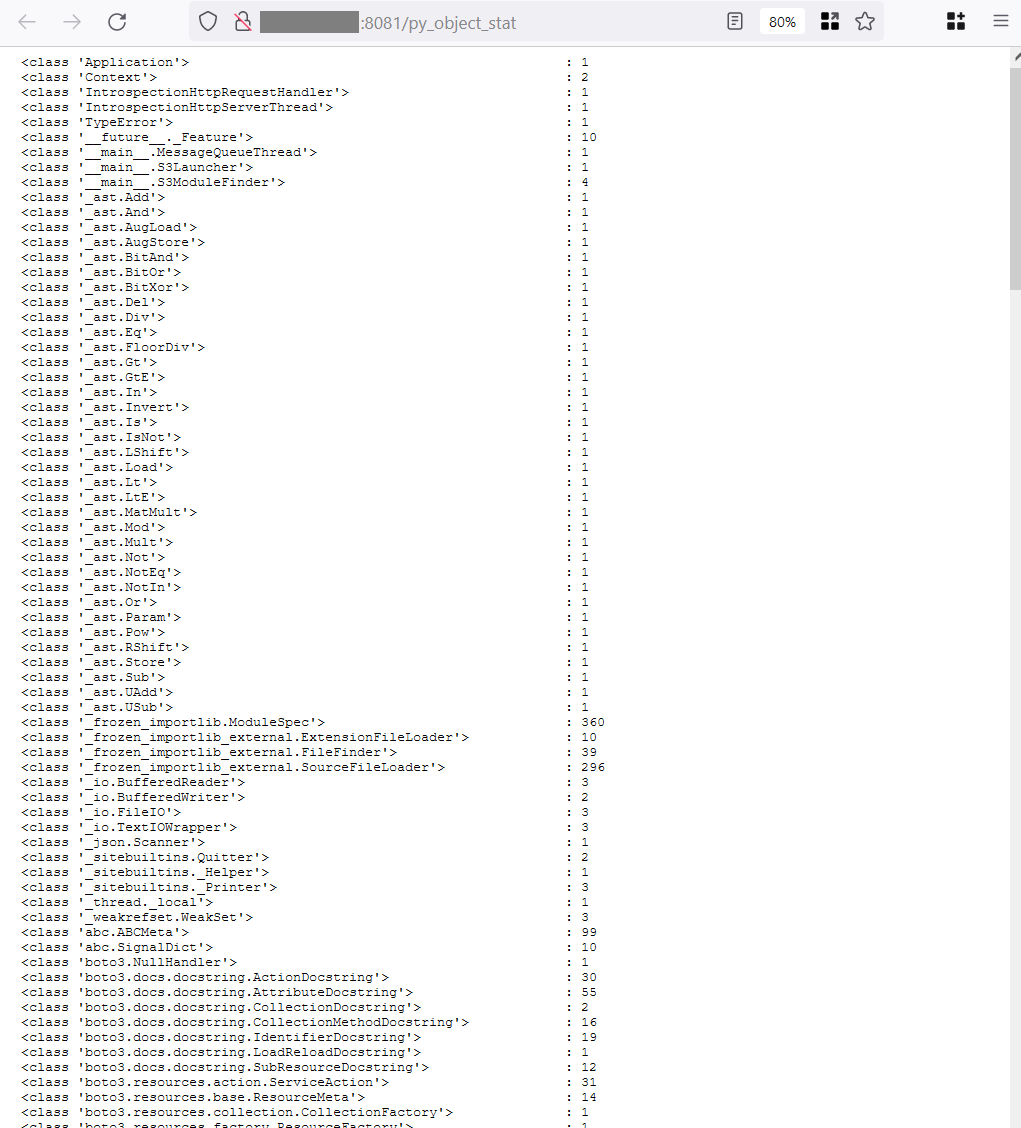 :8081/py_object_stat
80%
<class 'Application'> : 1
<class 'Context'> : 2
<class 'IntrospectionHttpRequestHandler'> : 1
<class 'IntrospectionHttpServerThread'> : 1
<class 'TypeError'> : 1
<class '__future__._Feature'> : 10
<class '__main__.MessageQueueThread'> : 1
<class '__main__.S3Launcher'> : 1
<class '__main__.S3ModuleFinder'> : 4
<class '_ast.Add'> : 1
<class '_ast.And'> : 1
<class '_ast.AugLoad'> : 1
<class '_ast.AugStore'> : 1
<class '_ast.BitAnd'> : 1
<class '_ast.BitOr'> : 1
<class '_ast.BitXor'> : 1
<class '_ast.Del'> : 1
<class '_ast.Div'> : 1
<class '_ast.Eq'> : 1
<class '_ast.FloorDiv'> : 1
<class '_ast.Gt'> : 1
<class '_ast.GtE'> : 1
<class '_ast.In'> : 1
<class '_ast.Invert'> : 1
<class '_ast.Is'> : 1
<class '_ast.IsNot'> : 1
<class '_ast.LShift'> : 1
<class '_ast.Load'> : 1
<class '_ast.Lt'> : 1
<class '_ast.LtE'> : 1
<class '_ast.MatMult'> : 1
<class '_ast.Mod'> : 1
<class '_ast.Mult'> : 1
<class '_ast.Not'> : 1
<class '_ast.NotEq'> : 1
<class '_ast.NotIn'> : 1
<class '_ast.Or'> : 1
<class '_ast.Param'> : 1
<class '_ast.Pow'> : 1
<class '_ast.RShift'> : 1
<class '_ast.Store'> : 1
<class '_ast.Sub'> : 1
<class '_ast.UAdd'> : 1
<class '_ast.USub'> : 1
<class '_frozen_importlib.ModuleSpec'> : 360
<class '_frozen_importlib_external.ExtensionFileLoader'> : 10
<class '_frozen_importlib_external.FileFinder'> : 39
<class '_frozen_importlib_external.SourceFileLoader'> : 296
<class '_io.BufferedReader'> : 3
<class '_io.BufferedWriter'> : 2
<class '_io.FileIO'> : 3
<class '_io.TextIOWrapper'> : 3
<class '_json.Scanner'> : 1
<class '_sitebuiltins.Quitter'> : 2
<class '_sitebuiltins._Helper'> : 1
<class '_sitebuiltins._Printer'> : 3
<class '_thread._local'> : 1
<class '_weakrefset.WeakSet'> : 3
<class 'abc.ABCMeta'> : 99
<class 'abc.SignalDict'> : 10
<class 'boto3.NullHandler'> : 1
<class 'boto3.docs.docstring.ActionDocstring'> : 30
<class 'boto3.docs.docstring.AttributeDocstring'> : 55
<class 'boto3.docs.docstring.CollectionDocstring'> : 2
<class 'boto3.docs.docstring.CollectionMethodDocstring'> : 16
<class 'boto3.docs.docstring.IdentifierDocstring'> : 19
<class 'boto3.docs.docstring.LoadReloadDocstring'> : 1
<class 'boto3.docs.docstring.SubResourceDocstring'> : 12
<class 'boto3.resources.action.ServiceAction'> : 31
<class 'boto3.resources.base.ResourceMeta'> : 14
<class 'boto3.resources.collection.CollectionFactory'> : 1
<class 'boto3.resources.factory.ResourceFactory'> : 1